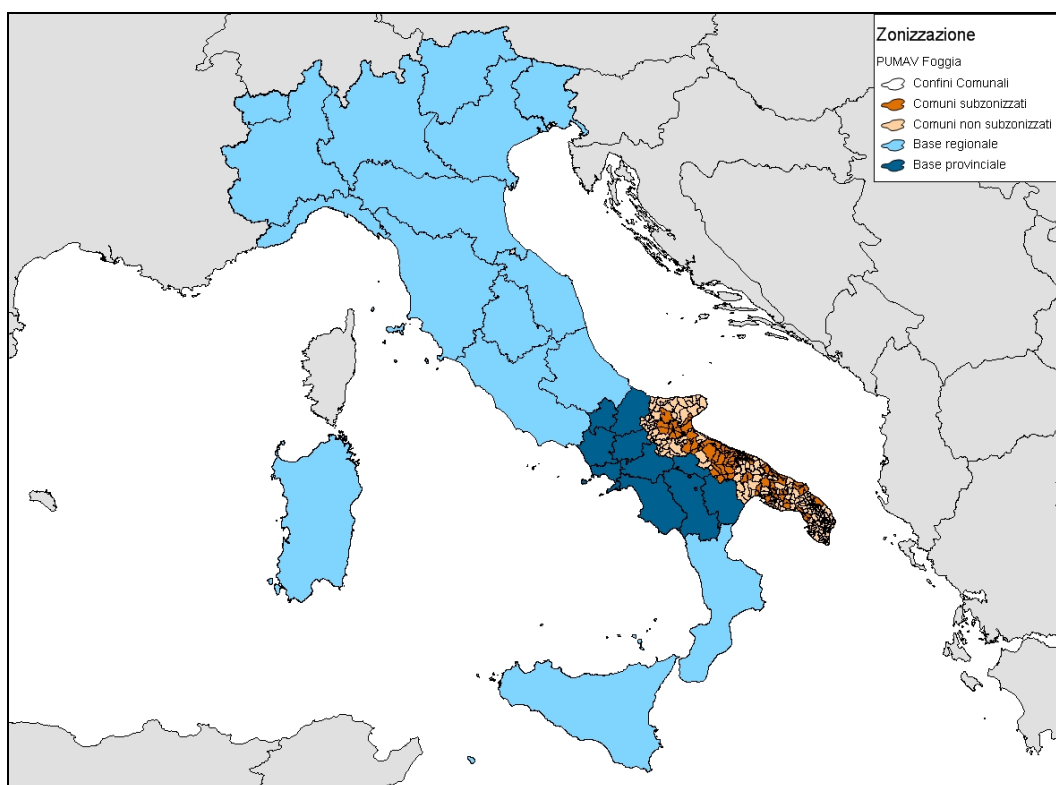 Zonizzazione
PUMAV Foggia
Confini Comunali
Comuni subzonizzati
Comuni non subzonizzati
Base regionale
Base provinciale